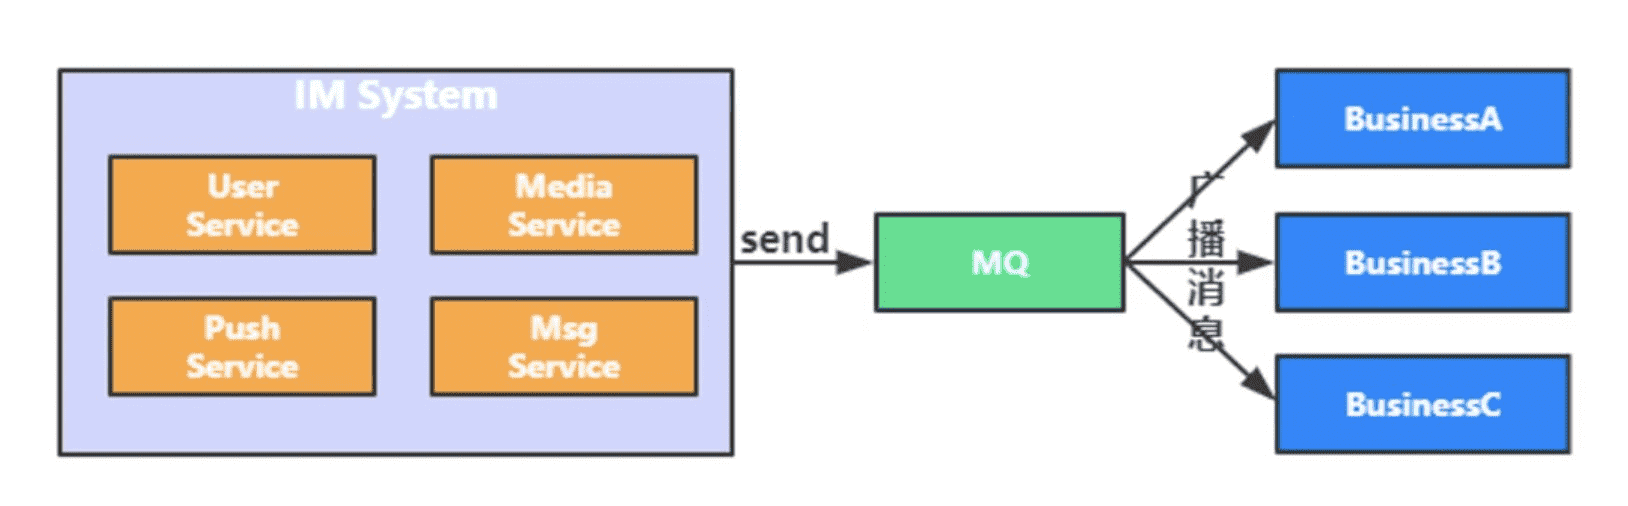 IM System
User
Service
Media
Service
Push
Service
Msg
Service
send
MQ
广
播
消
息
BusinessA
BusinessB
BusinessC